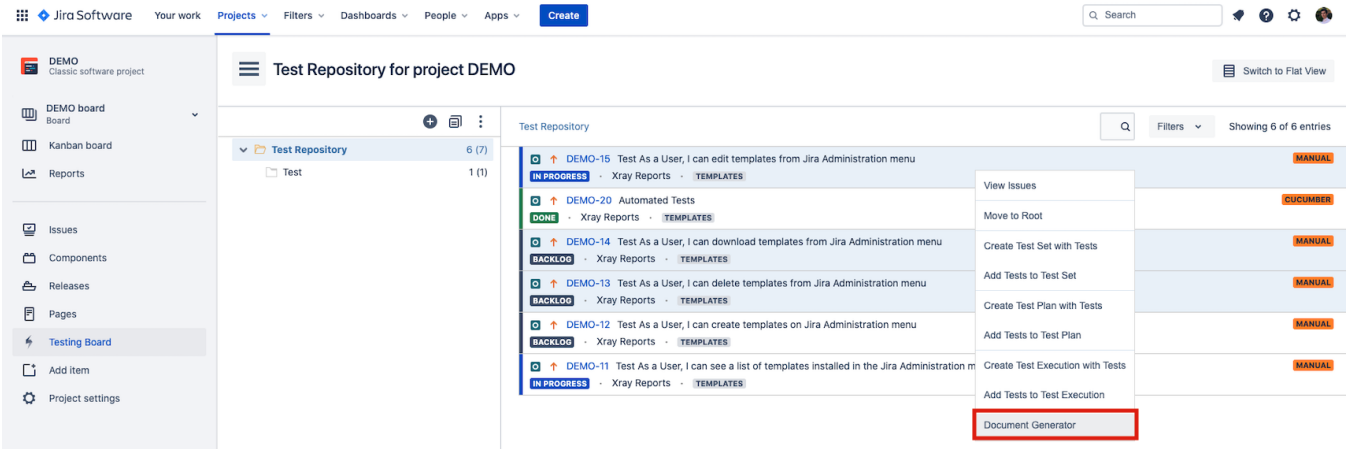 Jira Software Your work Projects Filters Dashboards People Apps Create Search
DEMO
Classic software project
DEMO board
Board
Kanban board
Reports
Issues
Components
Releases
Pages
Testing Board
Add item
Project settings
Test Repository for project DEMO
Switch to Flat View
Test Repository 6 (7)
Test 1 (1)
Test Repository Filters Showing 6 of 6 entries
DEMO-15 Test As a User, I can edit templates from Jira Administration menu MANUAL
IN PROGRESS · Xray Reports · TEMPLATES
DEMO-20 Automated Tests CUCUMBER
DONE · Xray Reports · TEMPLATES
DEMO-14 Test As a User, I can download templates from Jira Administration menu MANUAL
BACKLOG · Xray Reports · TEMPLATES
DEMO-13 Test As a User, I can delete templates from Jira Administration menu MANUAL
BACKLOG · Xray Reports · TEMPLATES
DEMO-12 Test As a User, I can create templates on Jira Administration menu MANUAL
BACKLOG · Xray Reports · TEMPLATES
DEMO-11 Test As a User, I can see a list of templates installed in the Jira Administration m MANUAL
IN PROGRESS · Xray Reports · TEMPLATES
View Issues
Move to Root
Create Test Set with Tests
Add Tests to Test Set
Create Test Plan with Tests
Add Tests to Test Plan
Create Test Execution with Tests
Add Tests to Test Execution
Document Generator